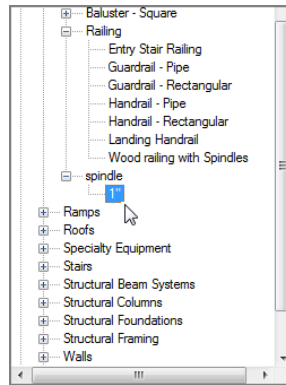 Baluster - Square
Railing
Entry Stair Railing
Guardrail - Pipe
Guardrail - Rectangular
Handrail - Pipe
Handrail - Rectangular
Landing Handrail
Wood railing with Spindles
spindle
1"
Ramps
Roofs
Specialty Equipment
Stairs
Structural Beam Systems
Structural Columns
Structural Foundations
Structural Framing
Walls